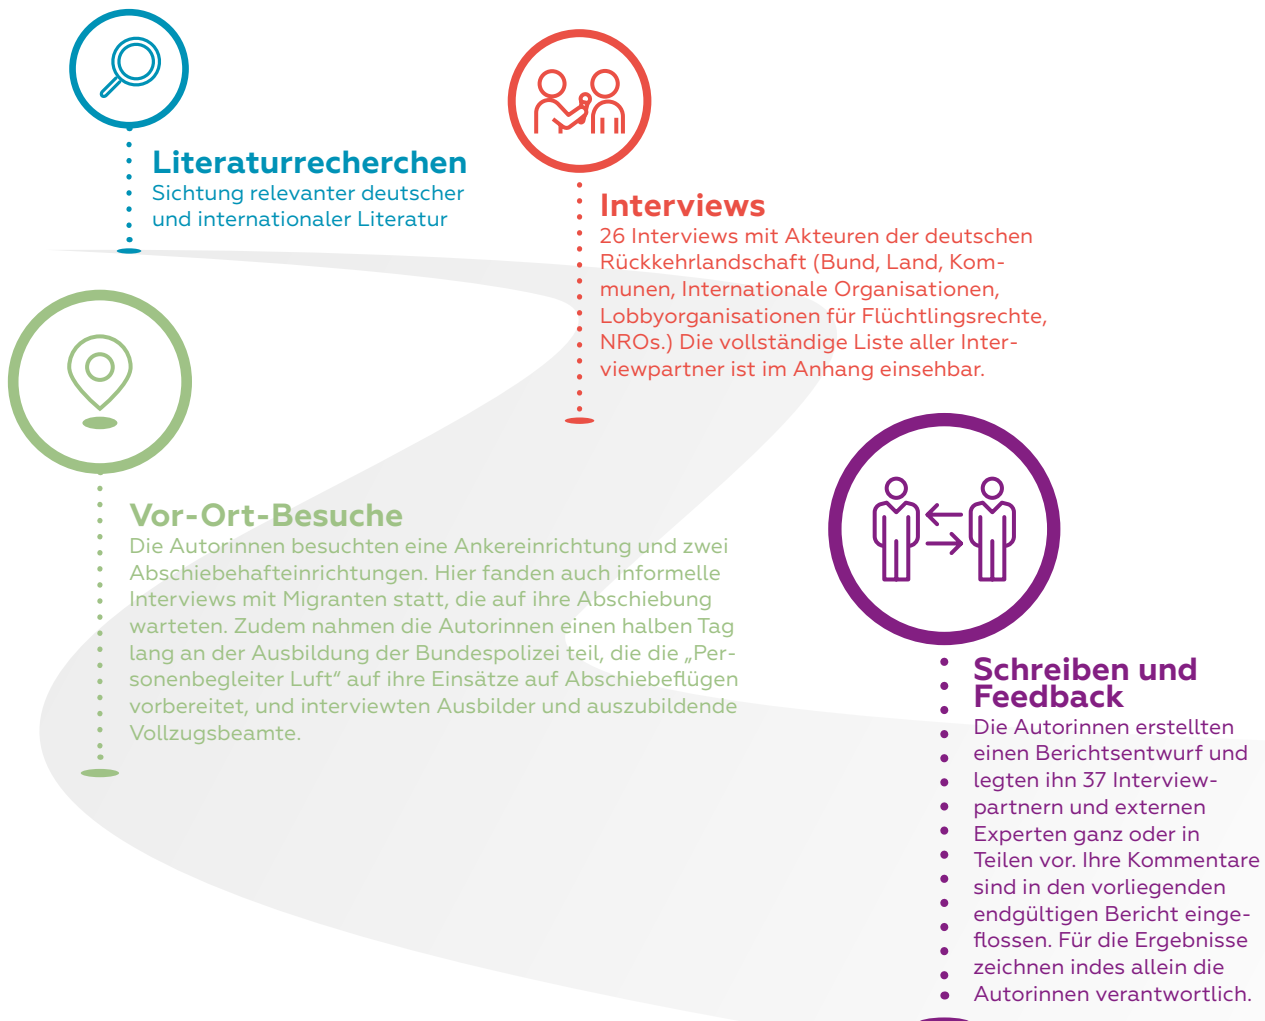 Literaturrecherchen
Sichtung relevanter deutscher
und internationaler Literatur
Interviews
26 Interviews mit Akteuren der deutschen
Rückkehrlandschaft (Bund, Land, Kom-
munen, Internationale Organisationen,
Lobbyorganisationen für Flüchtlingsrechte,
NROs.) Die vollständige Liste aller Inter-
viewpartner ist im Anhang einsehbar.
Vor-Ort-Besuche
Die Autorinnen besuchten eine Ankereinrichtung und zwei
Abschiebehafteinrichtungen. Hier fanden auch informelle
Interviews mit Migranten statt, die auf ihre Abschiebung
warteten. Zudem nahmen die Autorinnen einen halben Tag
lang an der Ausbildung der Bundespolizei teil, die die „Per-
sonenbegleiter Luft“ auf ihre Einsätze auf Abschiebeflügen
vorbereitet, und interviewten Ausbilder und auszubildende
Vollzugsbeamte.
Schreiben und
Feedback
Die Autorinnen erstellten
einen Berichtsentwurf und
legten ihn 37 Interview-
partnern und externen
Experten ganz oder in
Teilen vor. Ihre Kommentare
sind in den vorliegenden
endgültigen Bericht einge-
flossen. Für die Ergebnisse
zeichnen indes allein die
Autorinnen verantwortlich.